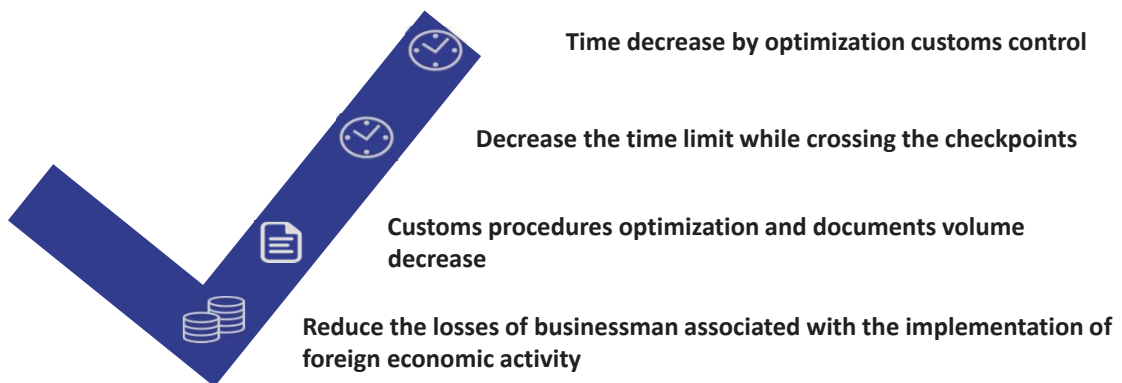 Time decrease by optimization customs control
Decrease the time limit while crossing the checkpoints
Customs procedures optimization and documents volume
decrease
Reduce the losses of businessman associated with the implementation of
foreign economic activity